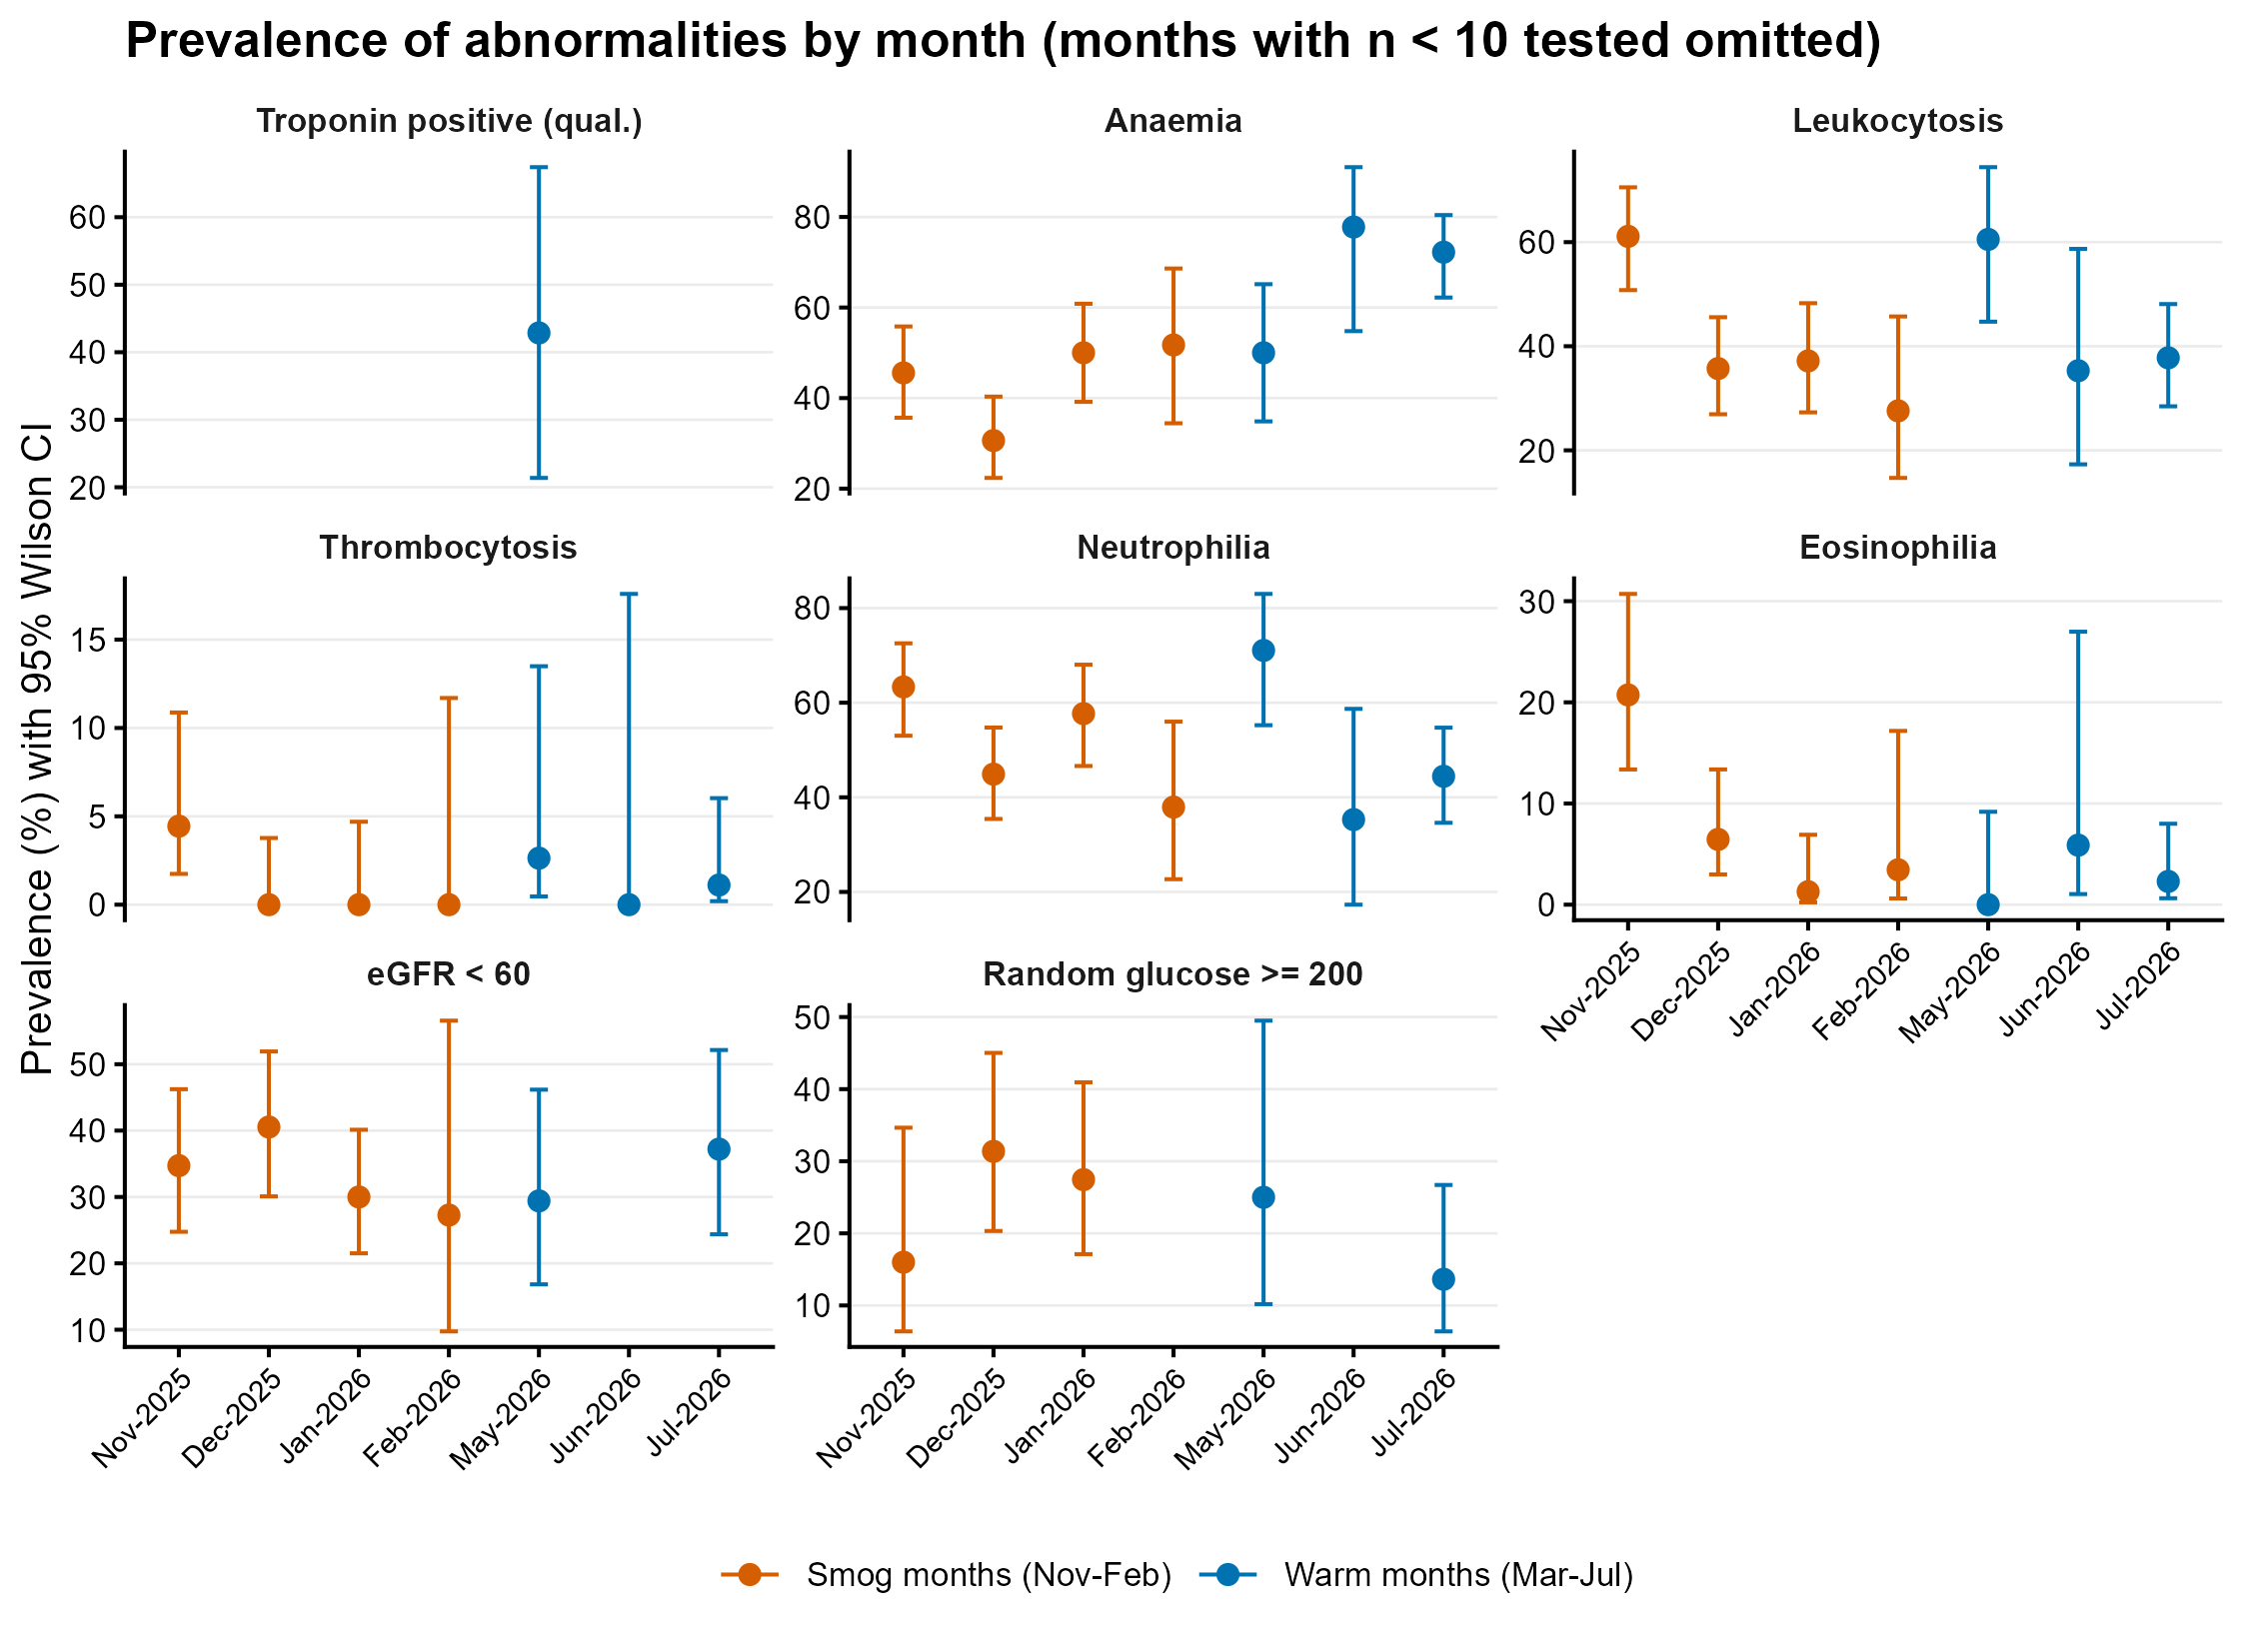 Prevalence of abnormalities by month (months with n < 10 tested omitted)
Prevalence (%) with 95% Wilson CI
Troponin positive (qual.)
60
50
40
30
20
Anaemia
80
60
40
20
Leukocytosis
60
40
20
Thrombocytosis
15
10
5
0
Neutrophilia
80
60
40
20
Eosinophilia
30
20
10
0
Nov-2025
Dec-2025
Jan-2026
Feb-2026
May-2026
Jun-2026
Jul-2026
eGFR < 60
50
40
30
20
10
Nov-2025
Dec-2025
Jan-2026
Feb-2026
May-2026
Jun-2026
Jul-2026
Random glucose >= 200
50
40
30
20
10
Nov-2025
Dec-2025
Jan-2026
Feb-2026
May-2026
Jun-2026
Jul-2026
Smog months (Nov-Feb)
Warm months (Mar-Jul)